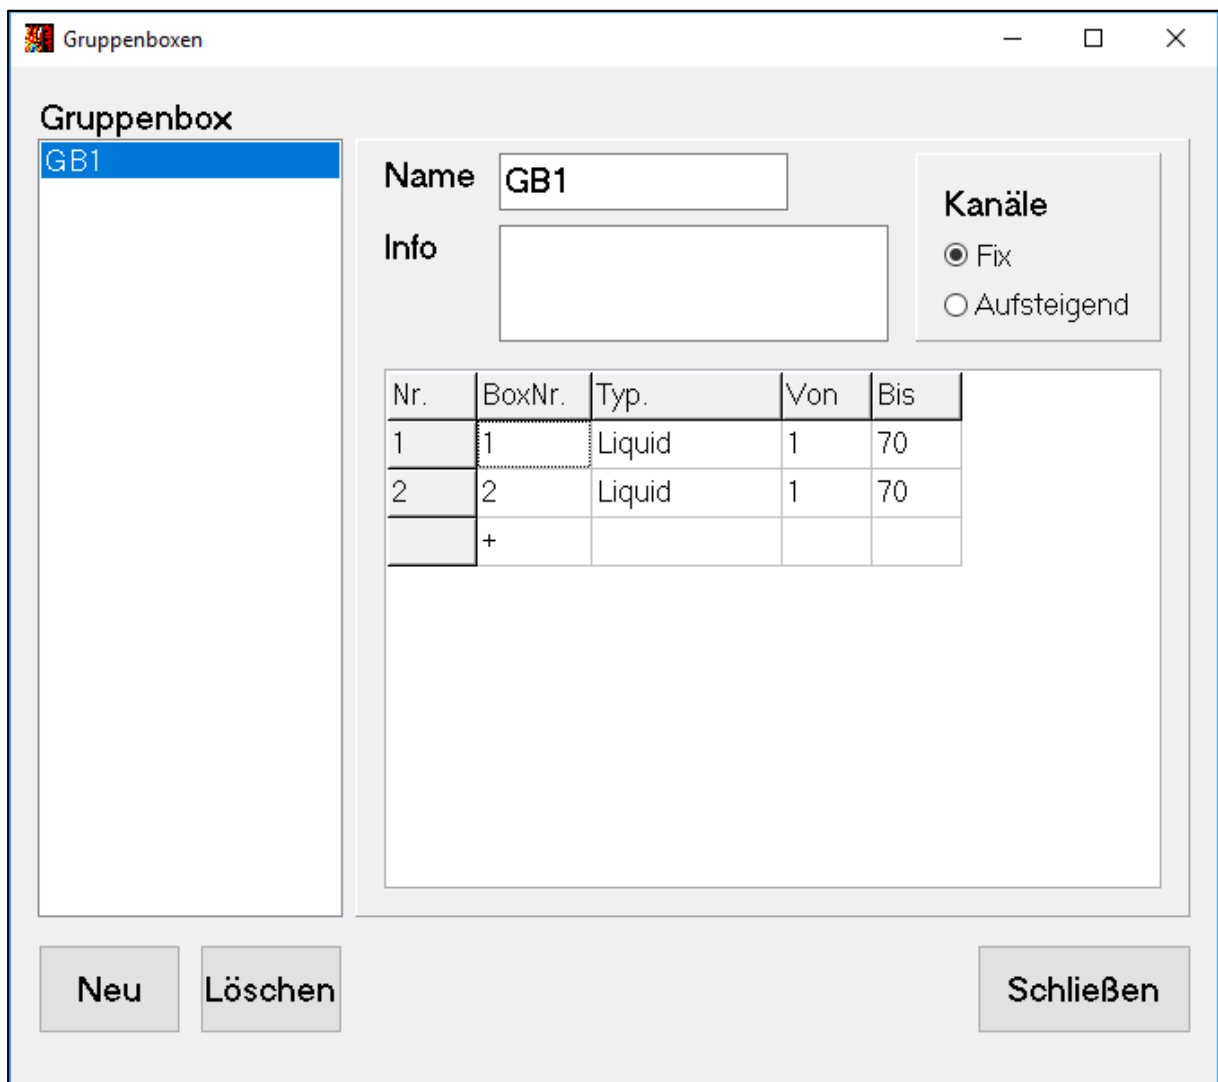 Gruppenboxen
Gruppenbox
GB1
Name GB1
Info
Kanäle
Fix
Aufsteigend
Nr. BoxNr. Typ. Von Bis
1 1 Liquid 1 70
2 2 Liquid 1 70
+
Neu Löschen Schließen